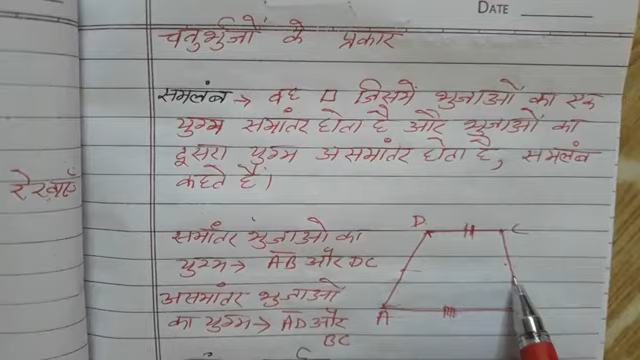 DATE
चतुर्भुजों के प्रकार
समलंब → वह □ जिसमें भुजाओं का एक
युग्म समांतर होता है और भुजाओं का
दूसरा युग्म असमांतर होता है, समलंब
कहते हैं।
रेखाएँ
समांतर भुजाओं का
युग्म → AB और DC
असमांतर भुजाओं
का युग्म → AD और
BC
D C
A